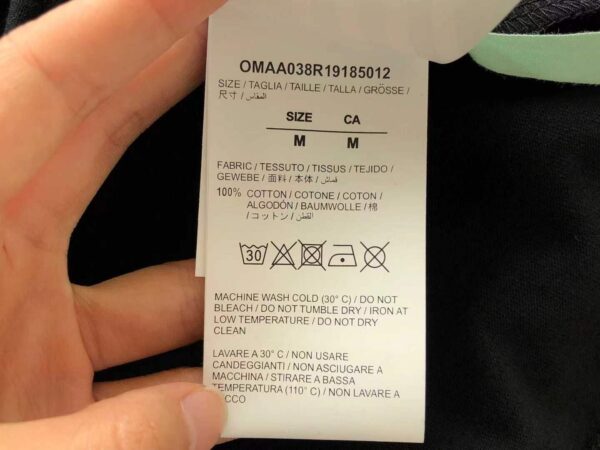 OMAA038R19185012
SIZE / TAGLIA / TAILLE / TALLA / GRÖSSE /
尺寸 / المقاس /
SIZE CA
M M
FABRIC / TESSUTO / TISSUS / TEJIDO /
GEWEBE / 面料 / 本体 / قماش /
100% COTTON / COTONE / COTON /
ALGODÓN / BAUMWOLLE / 棉
/ コットン / القطن /
30
MACHINE WASH COLD (30° C) / DO NOT
BLEACH / DO NOT TUMBLE DRY / IRON AT
LOW TEMPERATURE / DO NOT DRY
CLEAN
LAVARE A 30° C / NON USARE
CANDEGGIANTI / NON ASCIUGARE A
MACCHINA / STIRARE A BASSA
TEMPERATURA (110° C) / NON LAVARE A